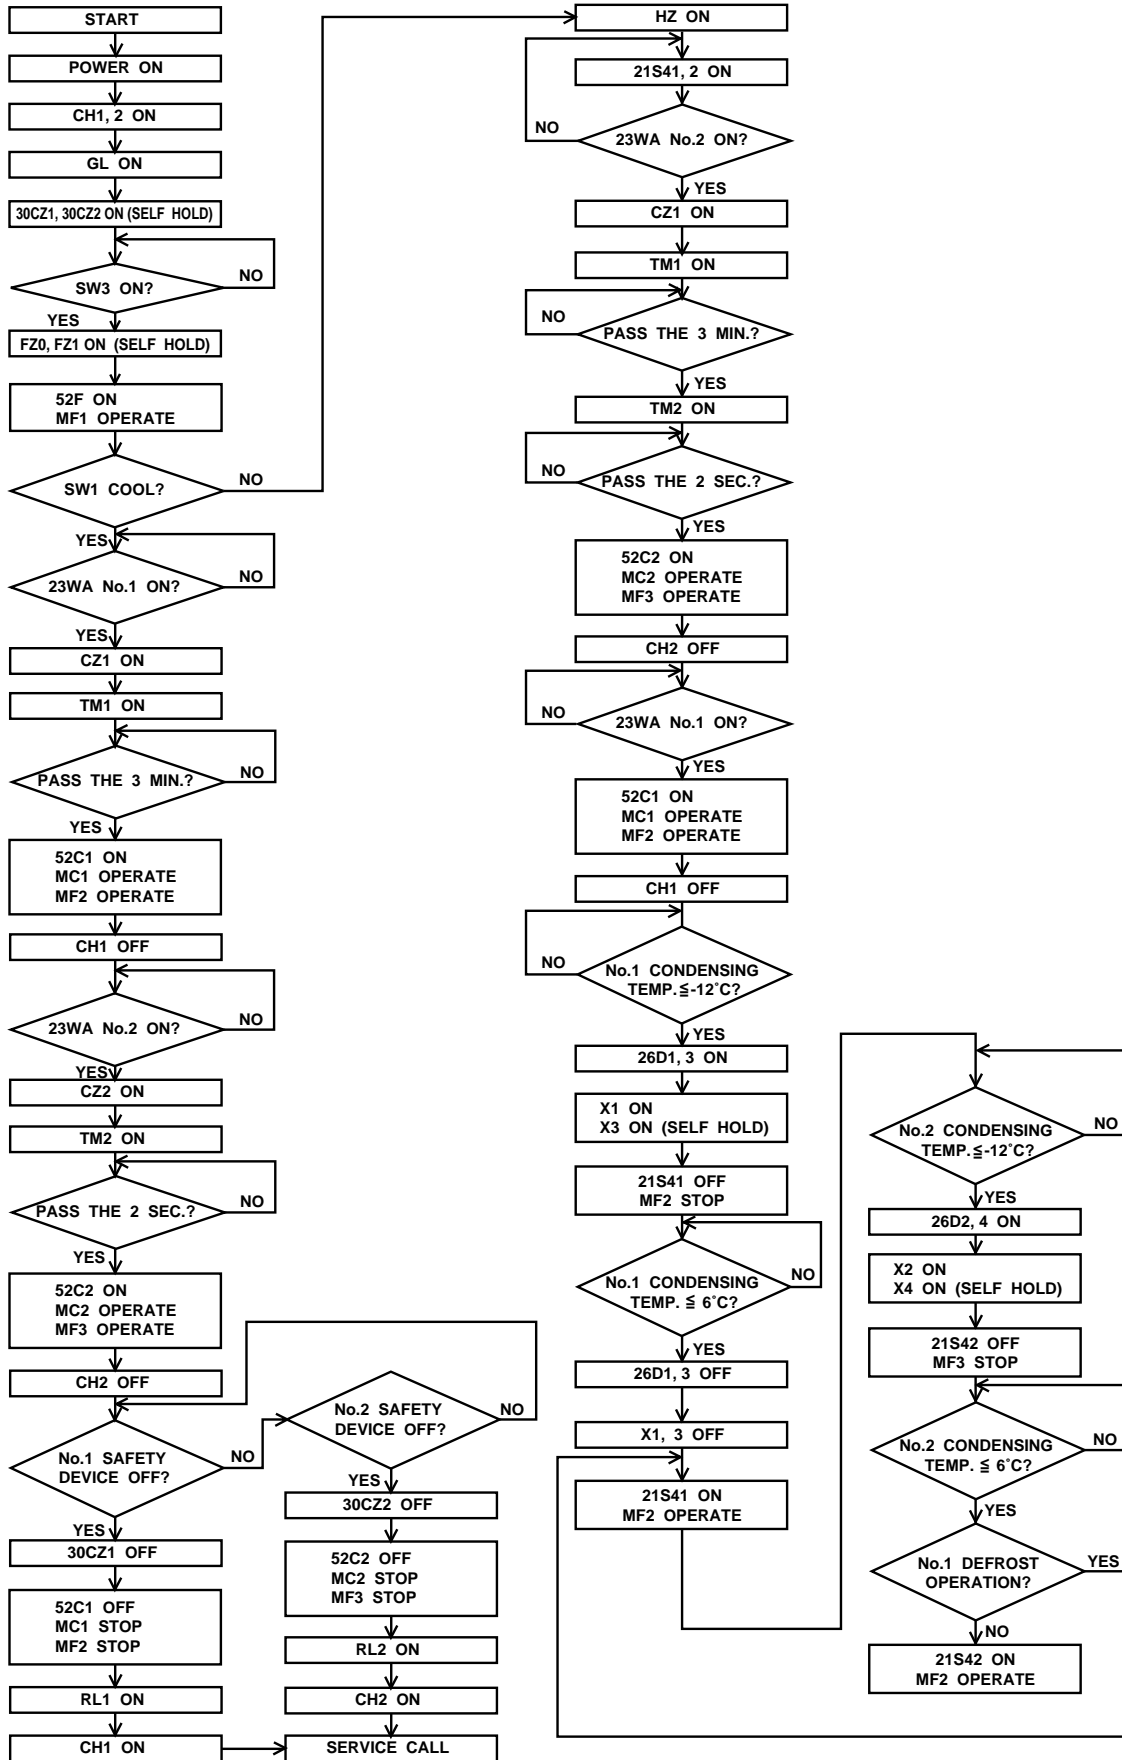 START
POWER ON
CH1, 2 ON
GL ON
30CZ1, 30CZ2 ON (SELF HOLD)
NO
SW3 ON?
YES
FZ0, FZ1 ON (SELF HOLD)
52F ON
MF1 OPERATE
NO
SW1 COOL?
YES
23WA No.1 ON?
NO
YES
CZ1 ON
TM1 ON
PASS THE 3 MIN.?
NO
YES
52C1 ON
MC1 OPERATE
MF2 OPERATE
CH1 OFF
23WA No.2 ON?
NO
YES
CZ2 ON
TM2 ON
PASS THE 2 SEC.?
NO
YES
52C2 ON
MC2 OPERATE
MF3 OPERATE
CH2 OFF
No.1 SAFETY
DEVICE OFF?
NO
YES
30CZ1 OFF
52C1 OFF
MC1 STOP
MF2 STOP
RL1 ON
CH1 ON
No.2 SAFETY
DEVICE OFF?
NO
YES
30CZ2 OFF
52C2 OFF
MC2 STOP
MF3 STOP
RL2 ON
CH2 ON
SERVICE CALL
HZ ON
21S41, 2 ON
NO
23WA No.2 ON?
YES
CZ1 ON
TM1 ON
NO
PASS THE 3 MIN.?
YES
TM2 ON
NO
PASS THE 2 SEC.?
YES
52C2 ON
MC2 OPERATE
MF3 OPERATE
CH2 OFF
NO
23WA No.1 ON?
YES
52C1 ON
MC1 OPERATE
MF2 OPERATE
CH1 OFF
NO
No.1 CONDENSING
TEMP.≦-12˚C?
YES
26D1, 3 ON
X1 ON
X3 ON (SELF HOLD)
21S41 OFF
MF2 STOP
No.1 CONDENSING
TEMP. ≦ 6˚C?
NO
YES
26D1, 3 OFF
X1, 3 OFF
21S41 ON
MF2 OPERATE
No.2 CONDENSING
TEMP.≦-12˚C?
NO
YES
26D2, 4 ON
X2 ON
X4 ON (SELF HOLD)
21S42 OFF
MF3 STOP
No.2 CONDENSING
TEMP. ≦ 6˚C?
NO
YES
No.1 DEFROST
OPERATION?
YES
NO
21S42 ON
MF2 OPERATE